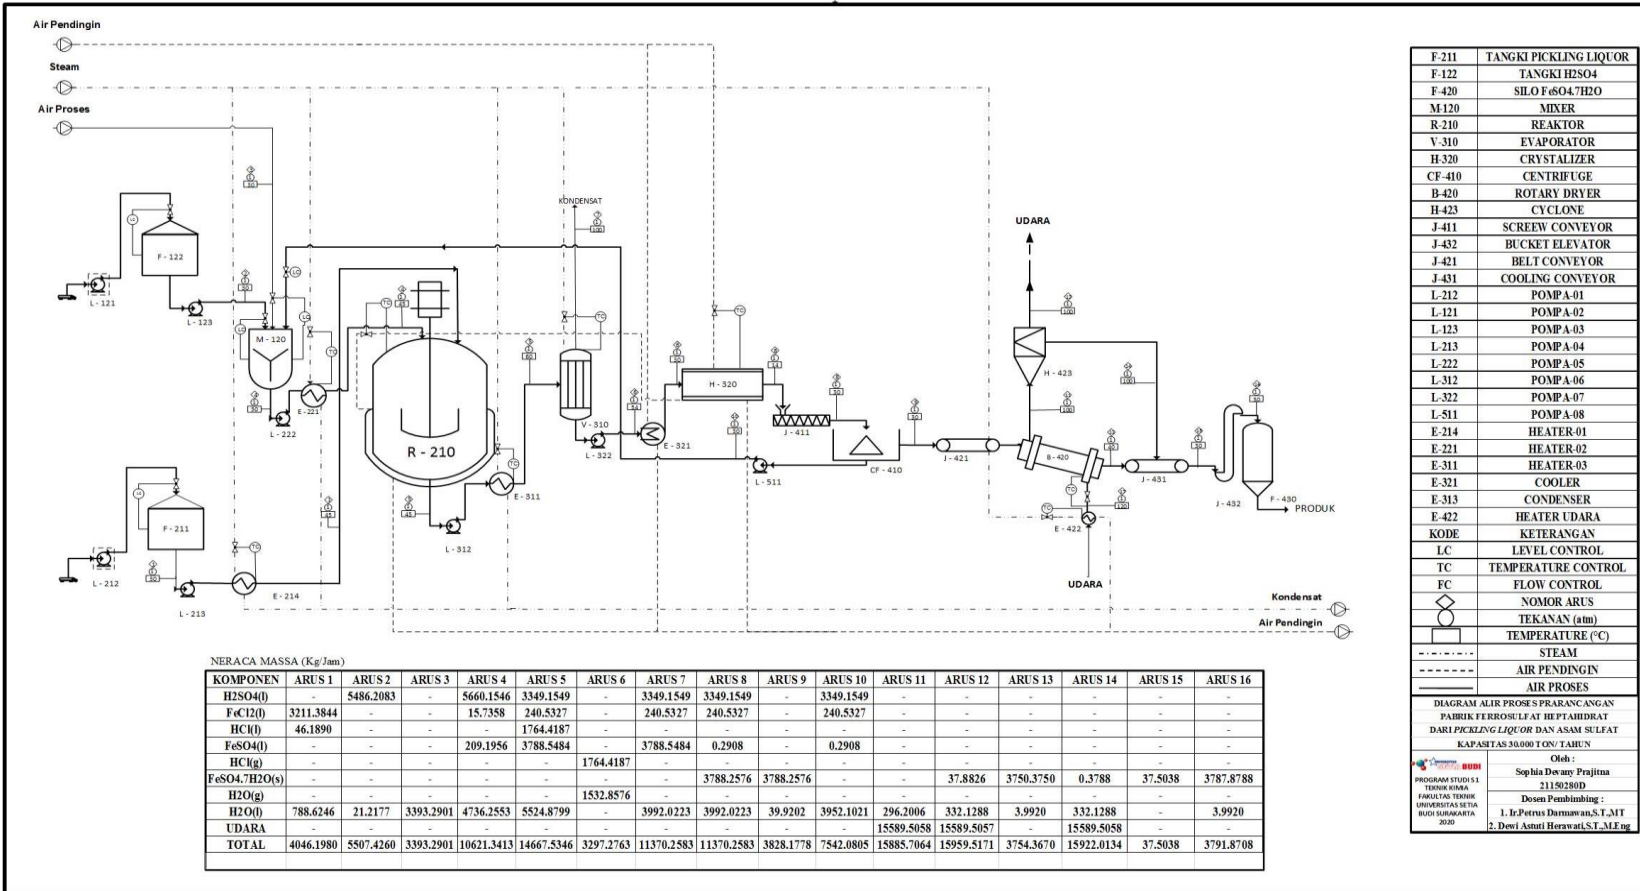 Air Pendingin
Steam
Air Proses
F - 122
L - 121
L - 123
M - 120
E - 221
L - 222
F - 211
L - 212
L - 213
E - 214
R - 210
L - 312
E - 311
KONDENSAT
V - 310
L - 322
E - 321
H - 320
J - 411
CF - 410
L - 511
J - 421
UDARA
H - 423
B - 420
E - 422
UDARA
J - 431
J - 432
F - 430
PRODUK
Kondensat
Air Pendingin
F-211 TANGKI PICKLING LIQUOR
F-122 TANGKI H2SO4
F-420 SILO FeSO4.7H2O
M-120 MIXER
R-210 REAKTOR
V-310 EVAPORATOR
H-320 CRYSTALIZER
CF-410 CENTRIFUGE
B-420 ROTARY DRYER
H-423 CYCLONE
J-411 SCREEW CONVEYOR
J-432 BUCKET ELEVATOR
J-421 BELT CONVEYOR
J-431 COOLING CONVEYOR
L-212 POMPA-01
L-121 POMPA-02
L-123 POMPA-03
L-213 POMPA-04
L-222 POMPA-05
L-312 POMPA-06
L-322 POMPA-07
L-511 POMPA-08
E-214 HEATER-01
E-221 HEATER-02
E-311 HEATER-03
E-321 COOLER
E-313 CONDENSER
E-422 HEATER UDARA
KODE KETERANGAN
LC LEVEL CONTROL
TC TEMPERATURE CONTROL
FC FLOW CONTROL
NOMOR ARUS
TEKANAN (atm)
TEMPERATURE (°C)
STEAM
AIR PENDINGIN
AIR PROSES
DIAGRAM ALIR PROSES PRARANCANGAN
PABRIK FERROSULFAT HEPTAHIDRAT
DARI PICKLING LIQUOR DAN ASAM SULFAT
KAPASITAS 30.000 TON/ TAHUN
BUDI
PROGRAM STUDI S1
TEKNIK KIMIA
FAKULTAS TEKNIK
UNIVERSITAS SETIA
BUDI SURAKARTA
2020
Oleh :
Sophia Devany Prajitna
21150280D
Dosen Pembimbing :
1. Ir.Petrus Darmawan,S.T.,MT
2. Dewi Astuti Herawati,S.T.,M.Eng
NERACA MASSA (Kg/Jam)
KOMPONEN ARUS 1 ARUS 2 ARUS 3 ARUS 4 ARUS 5 ARUS 6 ARUS 7 ARUS 8 ARUS 9 ARUS 10 ARUS 11 ARUS 12 ARUS 13 ARUS 14 ARUS 15 ARUS 16
H2SO4(l) - 5486.2083 - 5660.1546 3349.1549 - 3349.1549 3349.1549 - 3349.1549 - - - - - -
FeCl2(l) 3211.3844 - - 15.7358 240.5327 - 240.5327 240.5327 - 240.5327 - - - - - -
HCl(l) 46.1890 - - - 1764.4187 - - - - - - - - - - -
FeSO4(l) - - - 209.1956 3788.5484 - 3788.5484 0.2908 - 0.2908 - - - - - -
HCl(g) - - - - - 1764.4187 - - - - - - - - - -
FeSO4.7H2O(s) - - - - - - - 3788.2576 3788.2576 - - 37.8826 3750.3750 0.3788 37.5038 3787.8788
H2O(g) - - - - - 1532.8576 - - - - - - - - - -
H2O(l) 788.6246 21.2177 3393.2901 4736.2553 5524.8799 - 3992.0223 3992.0223 39.9202 3952.1021 296.2006 332.1288 3.9920 332.1288 - 3.9920
UDARA - - - - - - - - - - 15589.5058 15589.5057 - 15589.5058 - -
TOTAL 4046.1980 5507.4260 3393.2901 10621.3413 14667.5346 3297.2763 11370.2583 11370.2583 3828.1778 7542.0805 15885.7064 15959.5171 3754.3670 15922.0134 37.5038 3791.8708